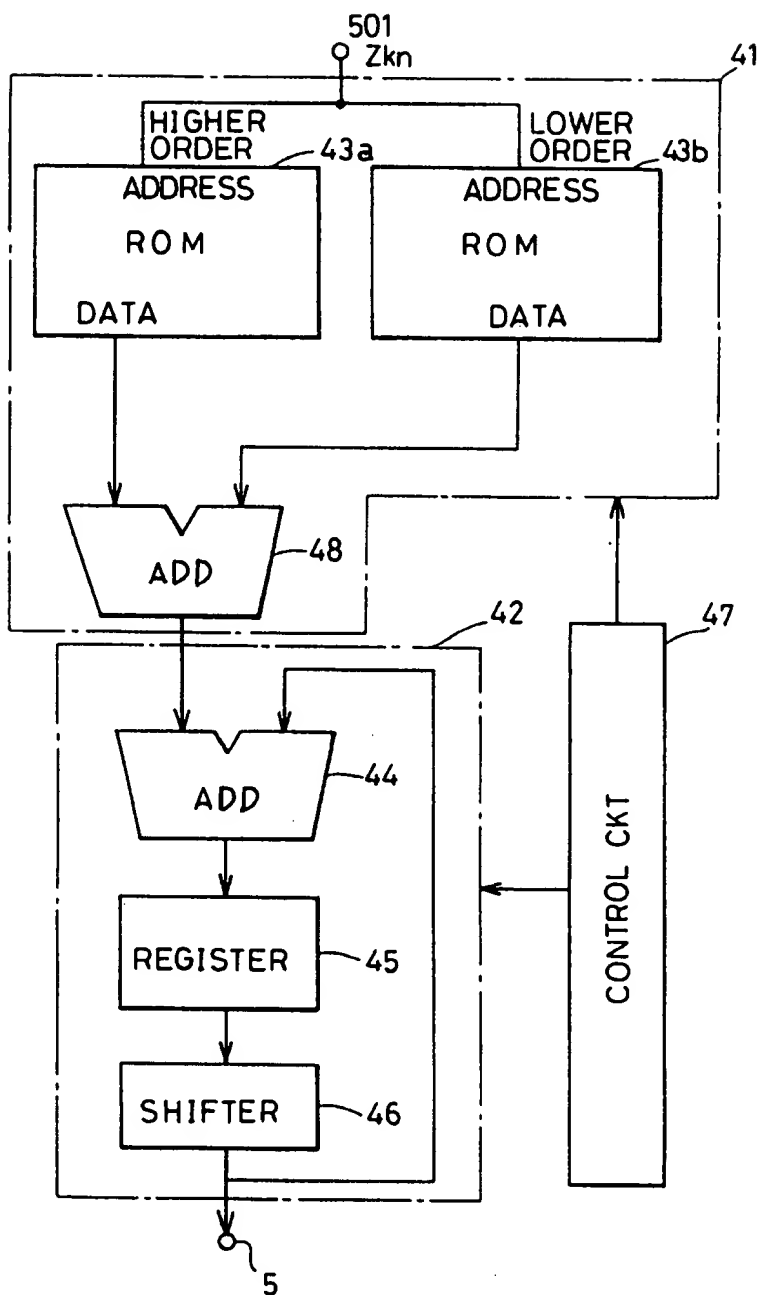 501
Zkn
41
HIGHER
ORDER
LOWER
ORDER
43a
43b
ADDRESS
ROM
DATA
ADDRESS
ROM
DATA
ADD
48
42
47
ADD
44
REGISTER
45
SHIFTER
46
CONTROL CKT
5